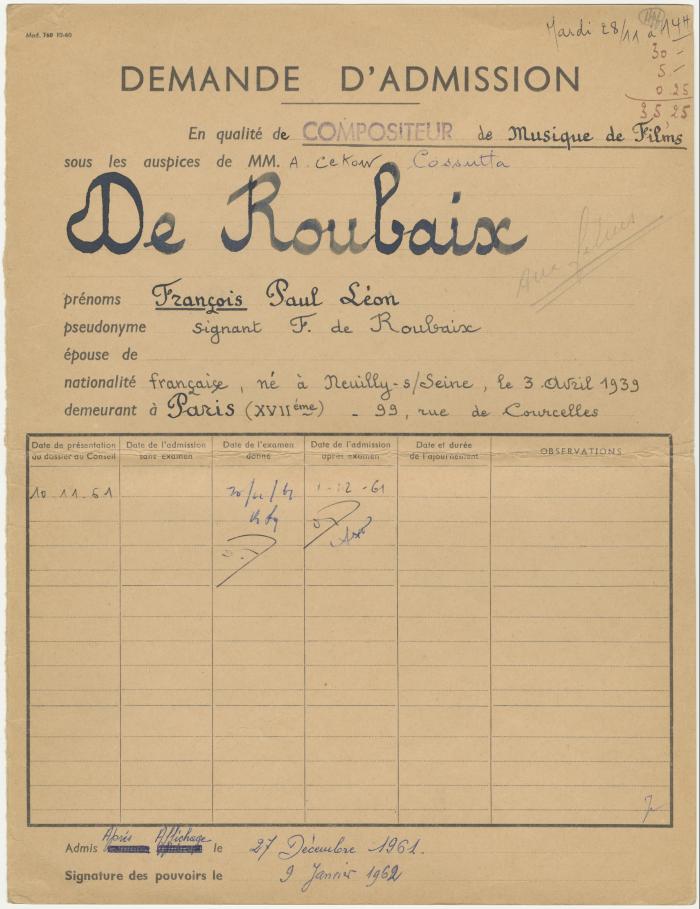 Mod. 760 10-60
Mardi 28/11 à 14H
30 -
5 -
0 25
35, 25
DEMANDE D'ADMISSION
En qualité de COMPOSITEUR de Musique de Films
sous les auspices de MM. A. Cekow Cossutta
De Roubaix
aux films
prénoms François Paul Léon
pseudonyme signant F. de Roubaix
épouse de
nationalité française, né à Neuilly-s/Seine, le 3 Avril 1939
demeurant à Paris (XVIIème) - 99, rue de Courcelles
Date de présentation du dossier au Conseil
Date de l'admission sans examen
Date de l'examen donné
Date de l'admission après examen
Date et durée de l'ajournement
OBSERVATIONS
10.11.61 1-12-61
Après Affichage
Admis le 27 Décembre 1961.
Signature des pouvoirs le 9 Janvier 1962